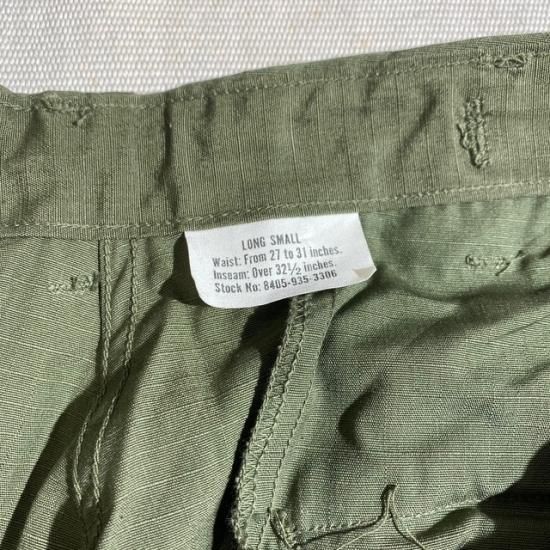 LONG SMALL
Waist: From 27 to 31 inches.
Inseam: Over 32½ inches.
Stock No: 8405-935-3306